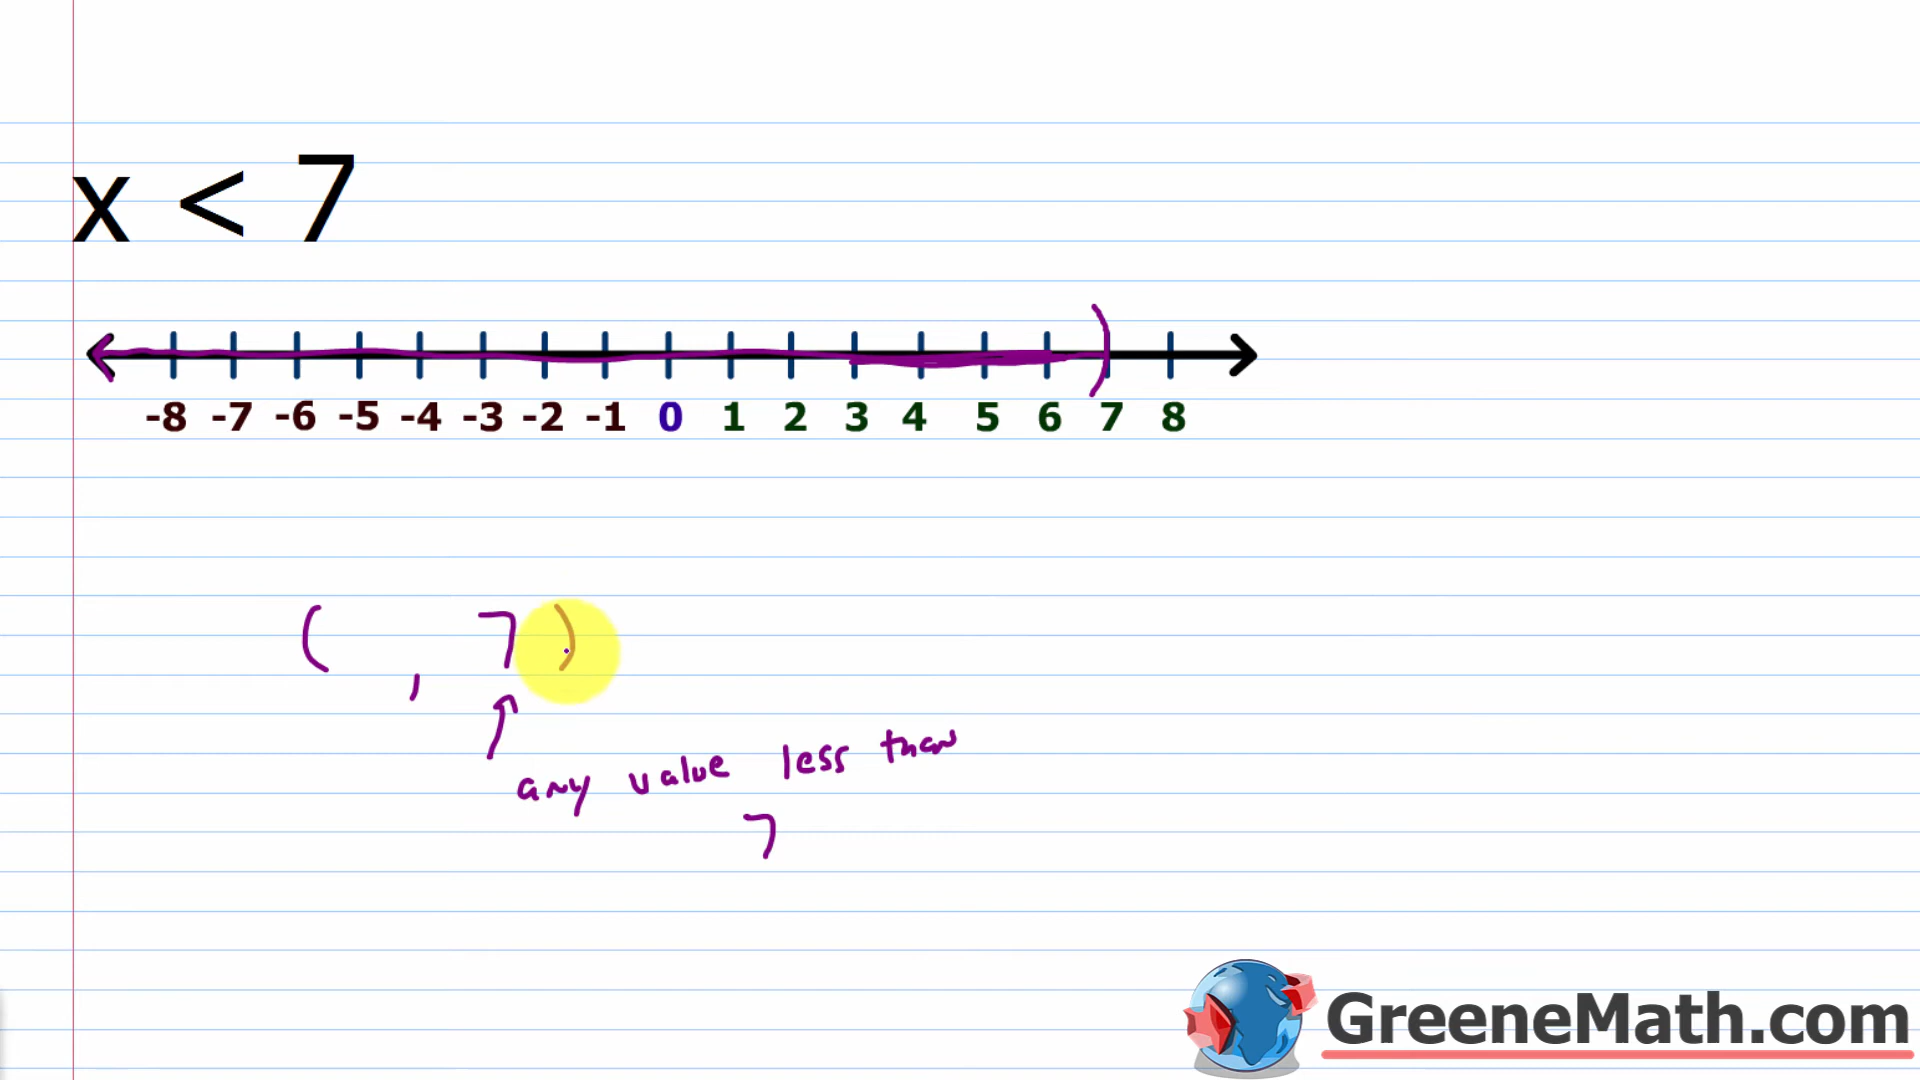 x < 7
-8 -7 -6 -5 -4 -3 -2 -1 0 1 2 3 4 5 6 7 8
( , 7 )
any value less than
7
GreeneMath.com